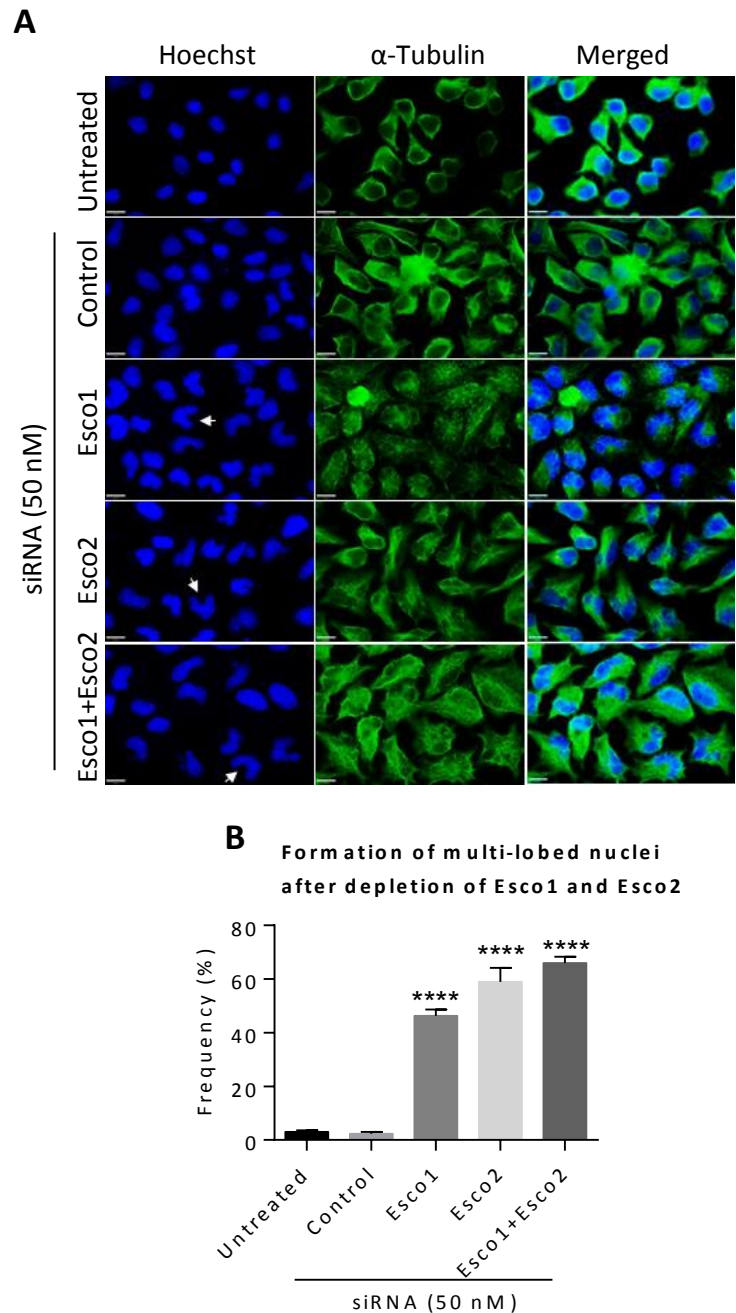 A
Hoechst α-Tubulin Merged
Untreated
Control
Esco1
Esco2
Esco1+Esco2
siRNA (50 nM)
B
Formation of multi-lobed nuclei
after depletion of Esco1 and Esco2
Frequency (%)
80
60
40
20
0
****
****
****
Untreated
Control
Esco1
Esco2
Esco1+Esco2
siRNA (50 nM)